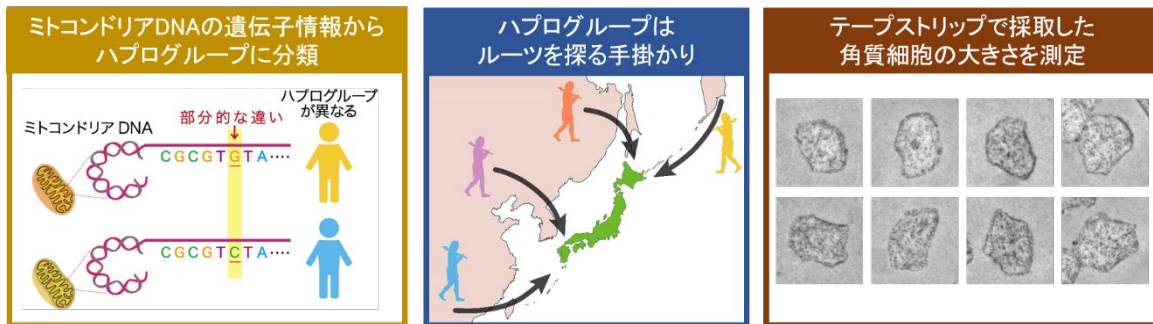 ミトコンドリアDNAの遺伝子情報から
ハプログループに分類
ハプログループ
が異なる
部分的な違い
ミトコンドリア DNA
CGCGTGTA‥‥
CGCGTCTA‥‥
ハプログループは
ルーツを探る手掛かり
テープストリップで採取した
角質細胞の大きさを測定